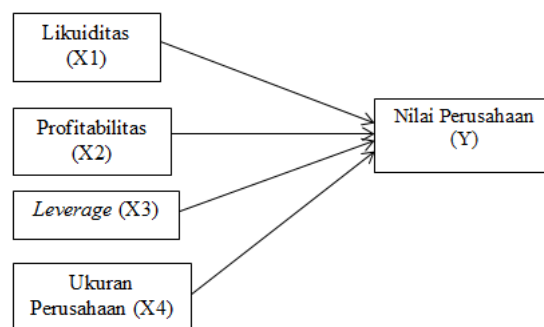 Likuiditas
(X1)
Profitabilitas
(X2)
Leverage (X3)
Ukuran
Perusahaan (X4)
Nilai Perusahaan
(Y)